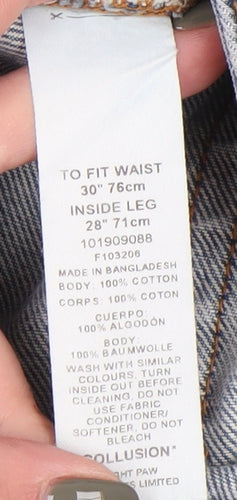 TO FIT WAIST
30" 76cm
INSIDE LEG
28" 71cm
101909088
F103206
MADE IN BANGLADESH
BODY: 100% COTTON
CORPS: 100% COTON
CUERPO:
100% ALGODÓN
BODY:
100% BAUMWOLLE
WASH WITH SIMILAR
COLOURS, TURN
INSIDE OUT BEFORE
CLEANING, DO NOT
USE FABRIC
CONDITIONER/
SOFTENER, DO NOT
BLEACH
COLLUSION*
PAW
LIMITED